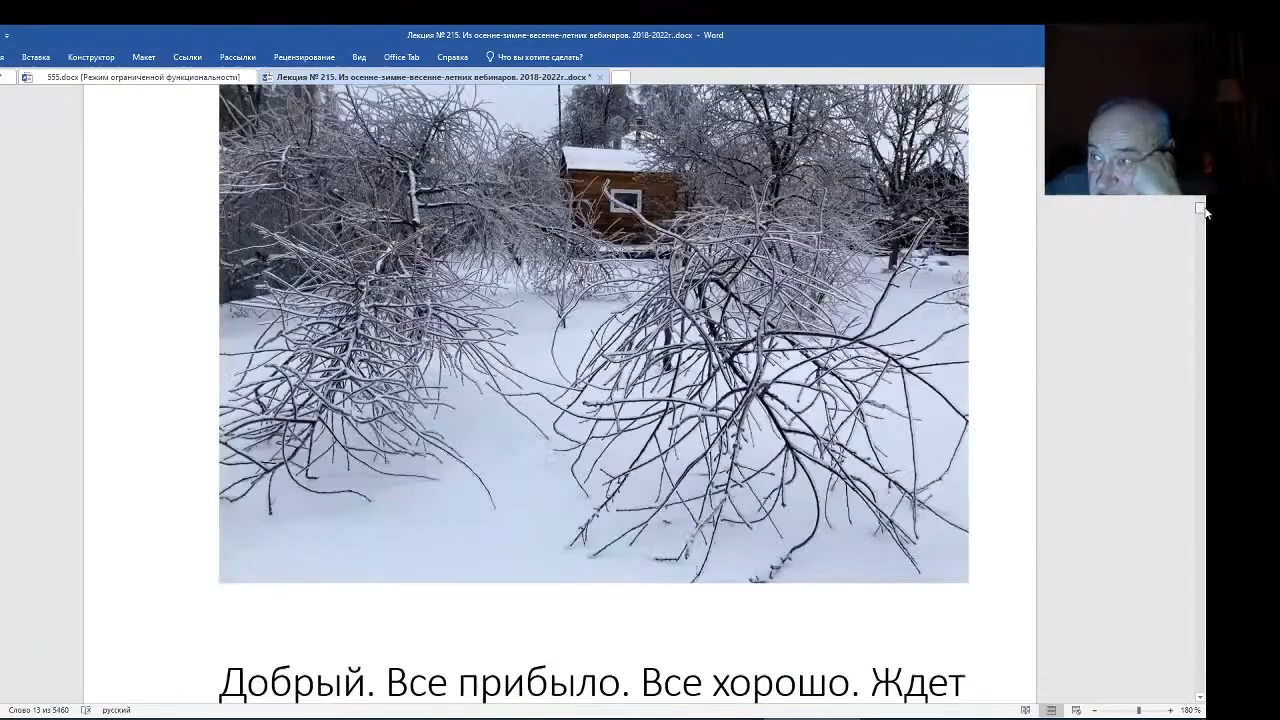 Лекция № 215. Из осенне-зимне-весенне-летних вебинаров. 2018-2022г..docx - Word
я Вставка Конструктор Макет Ссылки Рассылки Рецензирование Вид Office Tab Справка Что вы хотите сделать?
555.docx [Режим ограниченной функциональности] Лекция № 215. Из осенне-зимне-весенне-летних вебинаров. 2018-2022г..docx *
Добрый. Все прибыло. Все хорошо. Ждет
Слово 13 из 5460 русский 180 %